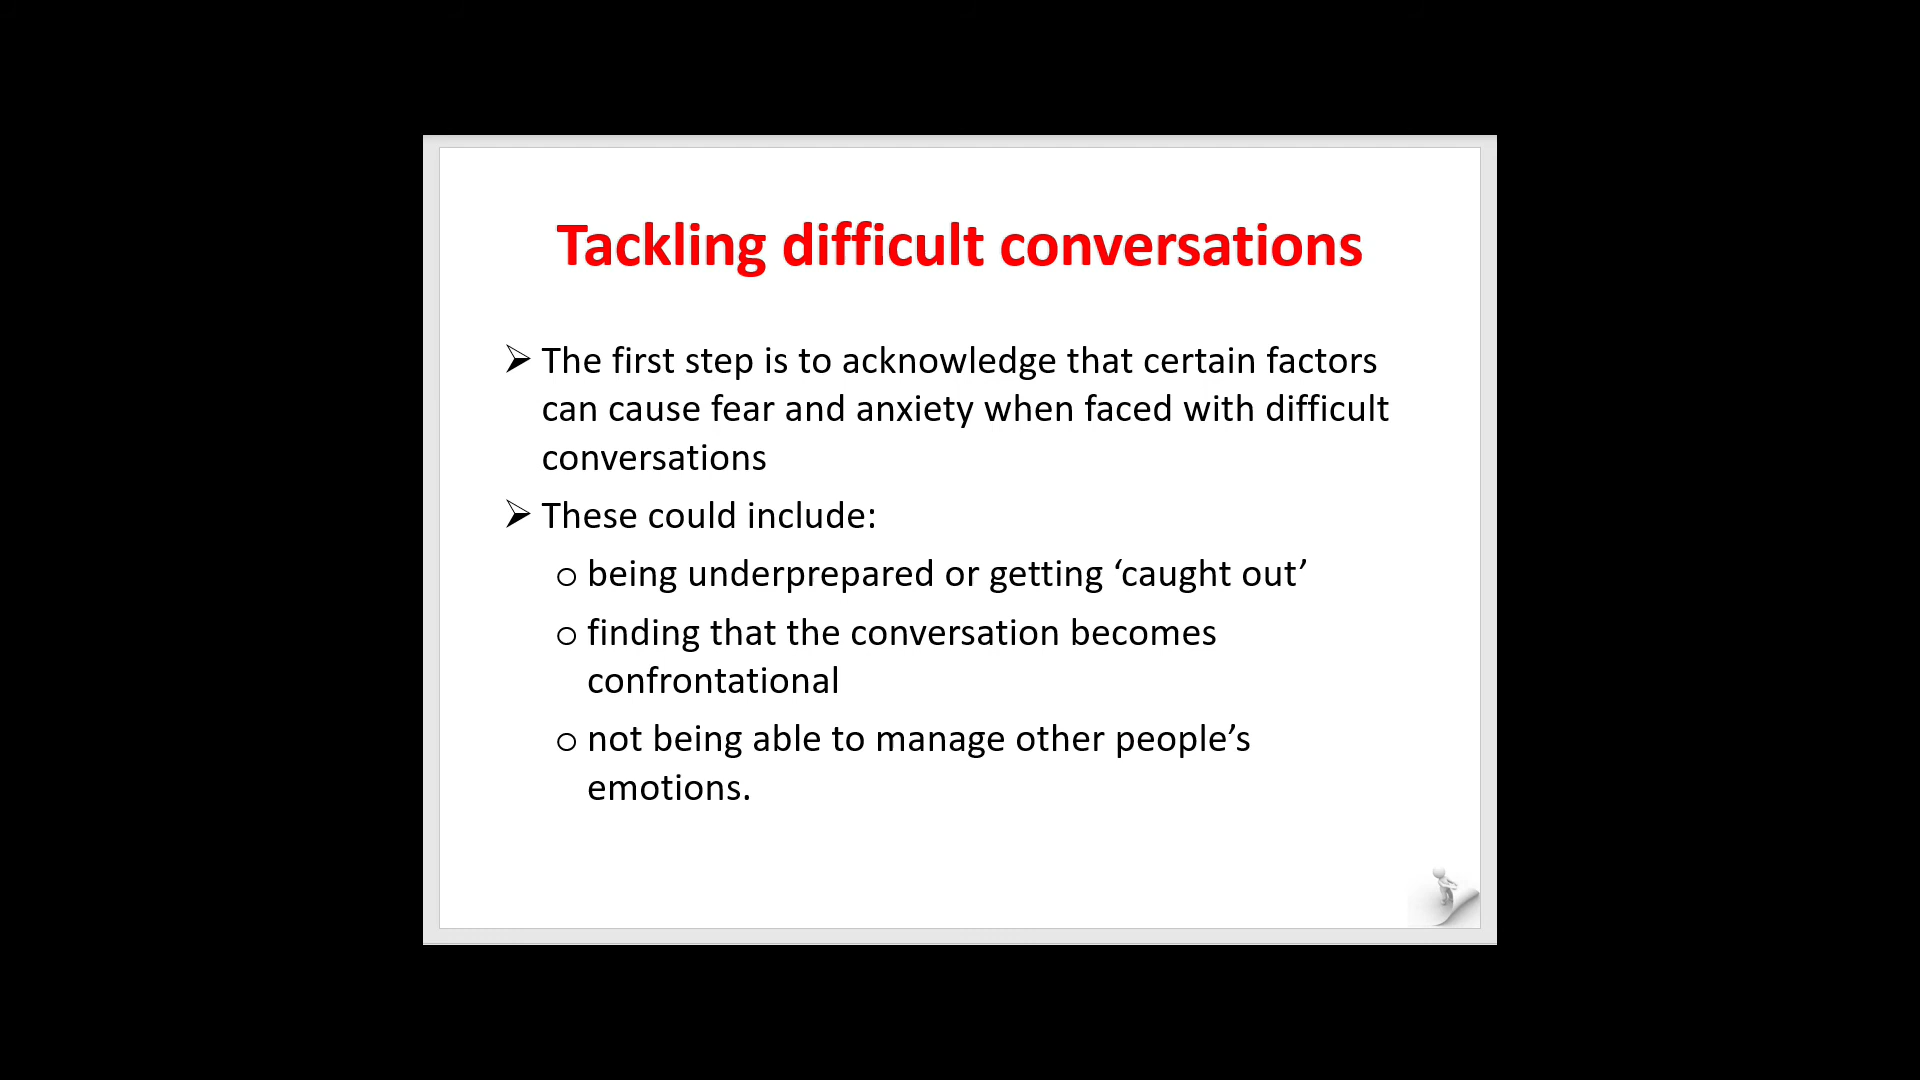 Tackling difficult conversations
➢ The first step is to acknowledge that certain factors
can cause fear and anxiety when faced with difficult
conversations
➢ These could include:
o being underprepared or getting ‘caught out’
o finding that the conversation becomes
confrontational
o not being able to manage other people’s
emotions.